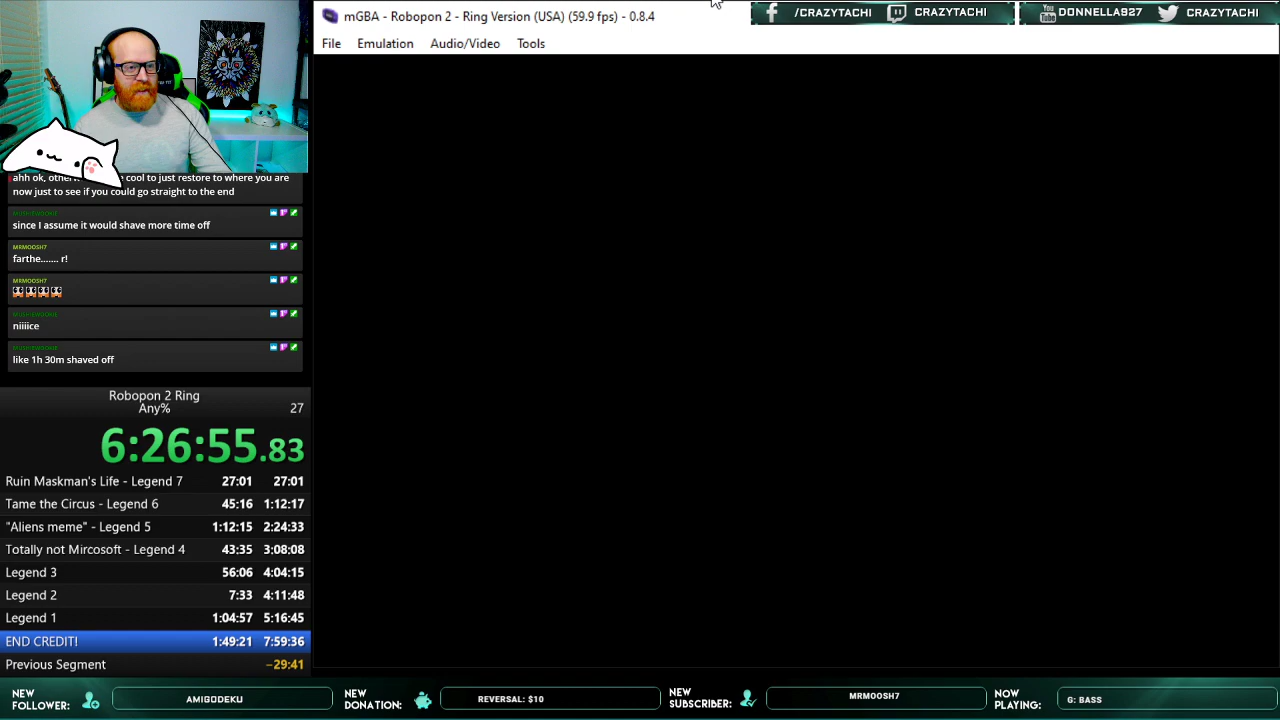 mGBA - Robopon 2 - Ring Version (USA) (59.9 fps) - 0.8.4
/CRAZYTACHI
CRAZYTACHI
You Tube DONNELLAB27
CRAZYTACHI
File Emulation Audio/Video Tools
cool to just restore to where you are
now just to see if you could go straight to the end
MUSHIEWOOKIE
since I assume it would shave more time off
MRMOOSH7
farthe....... r!
MRMOOSH7
MUSHIEWOOKIE
niiiice
MUSHIEWOOKIE
like 1h 30m shaved off
Robopon 2 Ring
Any% 27
6:26:55.83
Ruin Maskman's Life - Legend 7 27:01 27:01
Tame the Circus - Legend 6 45:16 1:12:17
"Aliens meme" - Legend 5 1:12:15 2:24:33
Totally not Mircosoft - Legend 4 43:35 3:08:08
Legend 3 56:06 4:04:15
Legend 2 7:33 4:11:48
Legend 1 1:04:57 5:16:45
END CREDIT! 1:49:21 7:59:36
Previous Segment −29:41
NEW FOLLOWER: AMIGODEKU
NEW DONATION: REVERSAL: $10
NEW SUBSCRIBER: MRMOOSH7
NOW PLAYING: G: BASS